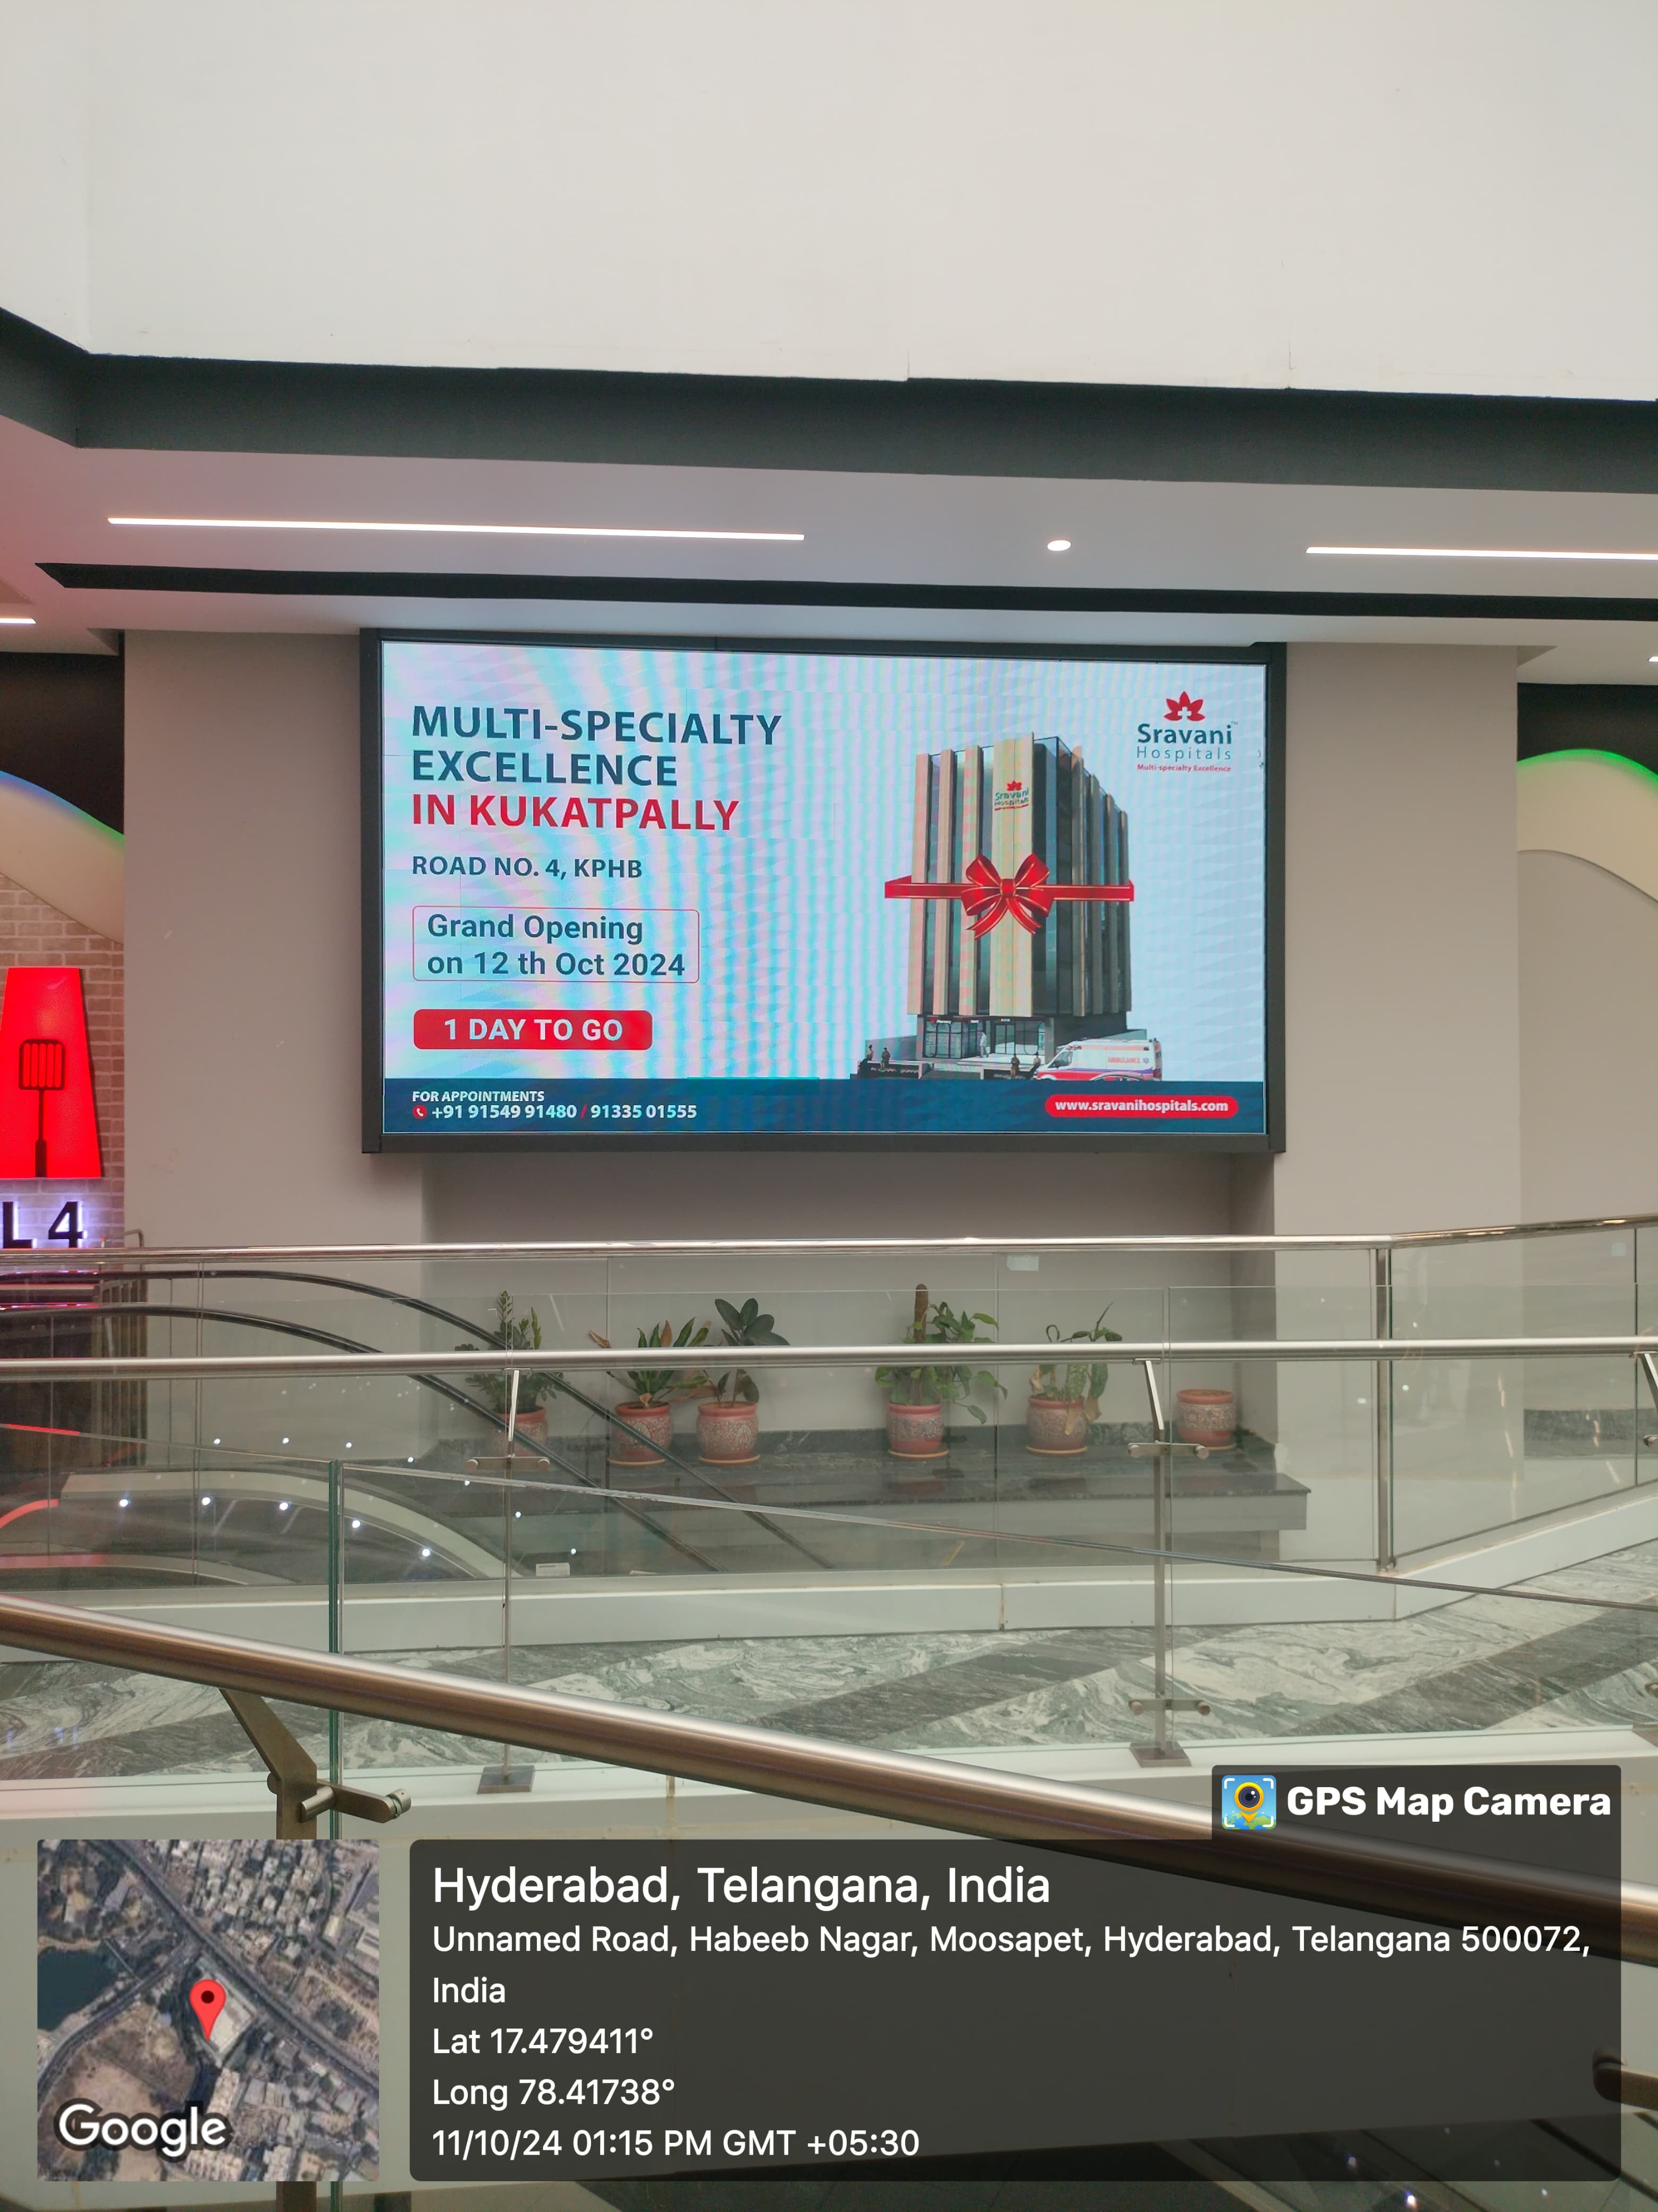 MULTI-SPECIALTY
EXCELLENCE
IN KUKATPALLY
ROAD NO. 4, KPHB
Grand Opening
on 12 th Oct 2024
1 DAY TO GO
FOR APPOINTMENTS
+91 91549 91480 / 91335 01555
Sravani
Hospitals
Multi-specialty Excellence
Sravani
Hospitals
AMBULANCE
www.sravanihospitals.com
L 4
GPS Map Camera
Google
Hyderabad, Telangana, India
Unnamed Road, Habeeb Nagar, Moosapet, Hyderabad, Telangana 500072,
India
Lat 17.479411°
Long 78.41738°
11/10/24 01:15 PM GMT +05:30